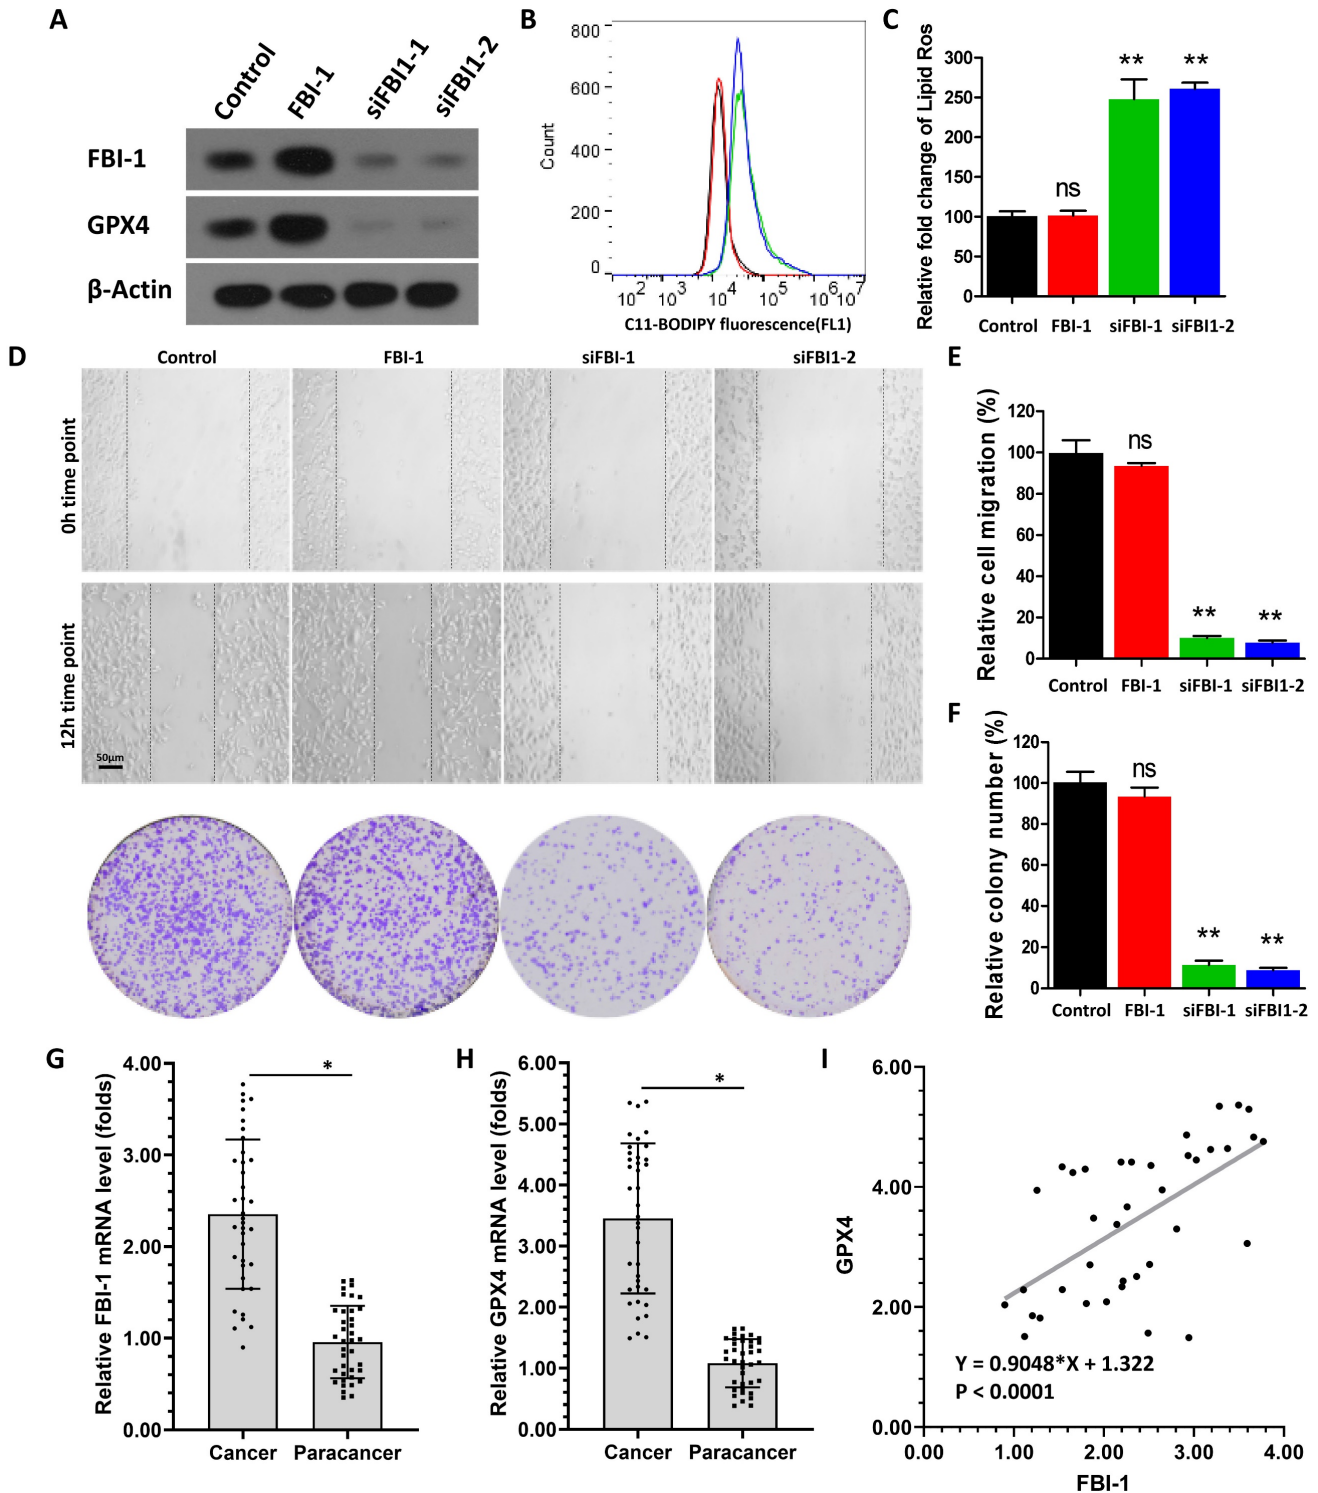 A
Control
FBI-1
siFBI1-1
siFBI1-2
FBI-1
GPX4
β-Actin
B
Count
800
600
400
200
0
10^2 10^3 10^4 10^5 10^6 10^7
C11-BODIPY fluorescence(FL1)
C
Relative fold change of Lipid Ros
300
250
200
150
100
50
0
ns
**
**
Control FBI-1 siFBI-1 siFBI1-2
D
Control FBI-1 siFBI-1 siFBI1-2
0h time point
12h time point
50μm
E
Relative cell migration (%)
120
100
80
60
40
20
0
ns
**
**
Control FBI-1 siFBI-1 siFBI1-2
F
Relative colony number (%)
120
100
80
60
40
20
0
ns
**
**
Control FBI-1 siFBI-1 siFBI1-2
G
Relative FBI-1 mRNA level (folds)
4.00
3.00
2.00
1.00
0.00
*
Cancer Paracancer
H
Relative GPX4 mRNA level (folds)
6.00
5.00
4.00
3.00
2.00
1.00
0.00
*
Cancer Paracancer
I
GPX4
6.00
4.00
2.00
0.00
Y = 0.9048*X + 1.322
P < 0.0001
0.00 1.00 2.00 3.00 4.00
FBI-1